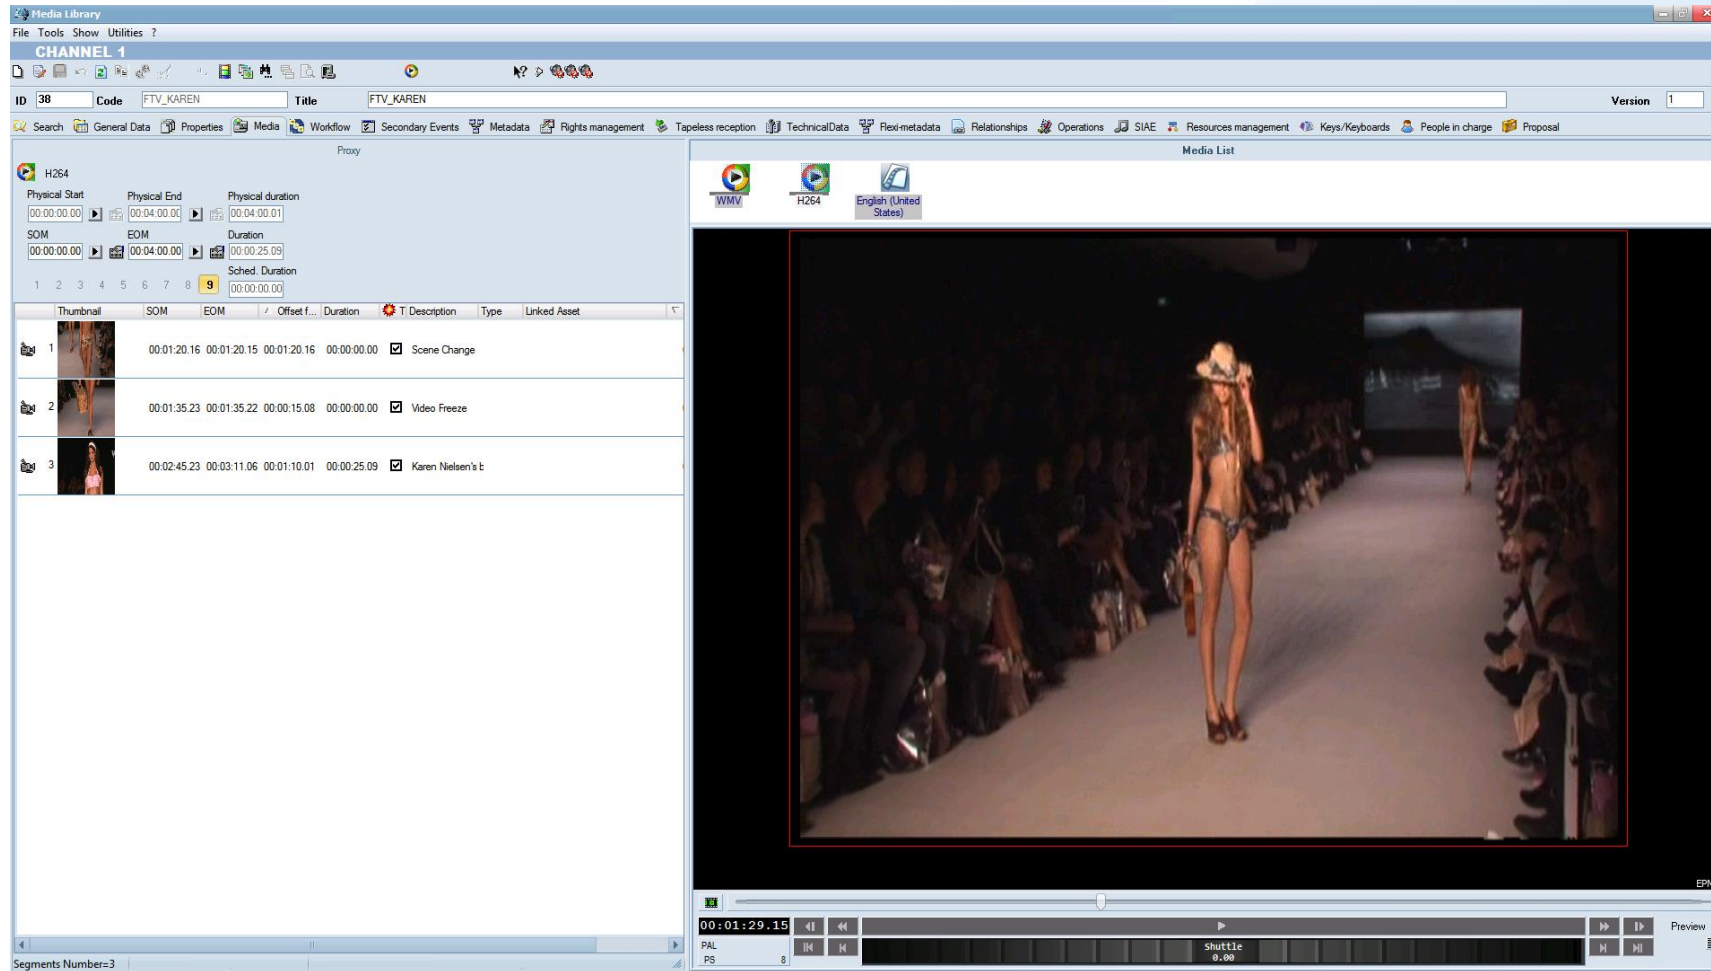 Media Library
File Tools Show Utilities ?
CHANNEL 1
ID 38 Code FTV_KAREN Title FTV_KAREN Version 1
Search General Data Properties Media Workflow Secondary Events Metadata Rights management Tapeless reception TechnicalData Flexi-metadata Relationships Operations SIAE Resources management Keys/Keyboards People in charge Proposal
Proxy
H264
Physical Start Physical End Physical duration
00:00:00.00 00:04:00.00 00:04:00.01
SOM EOM Duration
00:00:00.00 00:04:00.00 00:00:25.09
Sched. Duration
1 2 3 4 5 6 7 8 9 00:00:00.00
Thumbnail SOM EOM Offset f... Duration T Description Type Linked Asset
1 00:01:20.16 00:01:20.15 00:01:20.16 00:00:00.00 Scene Change
2 00:01:35.23 00:01:35.22 00:00:15.08 00:00:00.00 Video Freeze
3 00:02:45.23 00:03:11.06 00:01:10.01 00:00:25.09 Karen Nielsen's b
Segments Number=3
Media List
WMV H264 English (United States)
EPM
00:01:29.15
Preview
PAL
PS 8
Shuttle
0.00